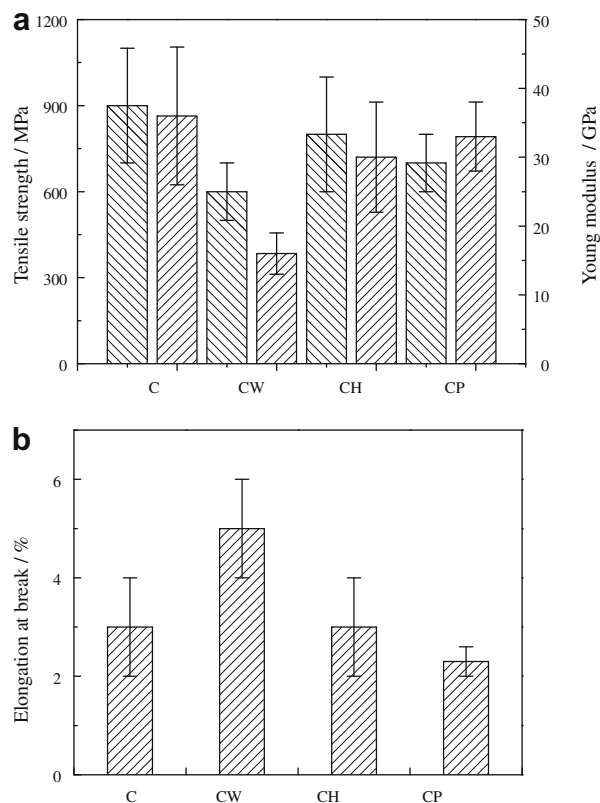 a
1200
900
600
300
0
Tensile strength / MPa
50
40
30
20
10
0
Young modulus / GPa
C CW CH CP
b
6
4
2
0
Elongation at break / %
C CW CH CP